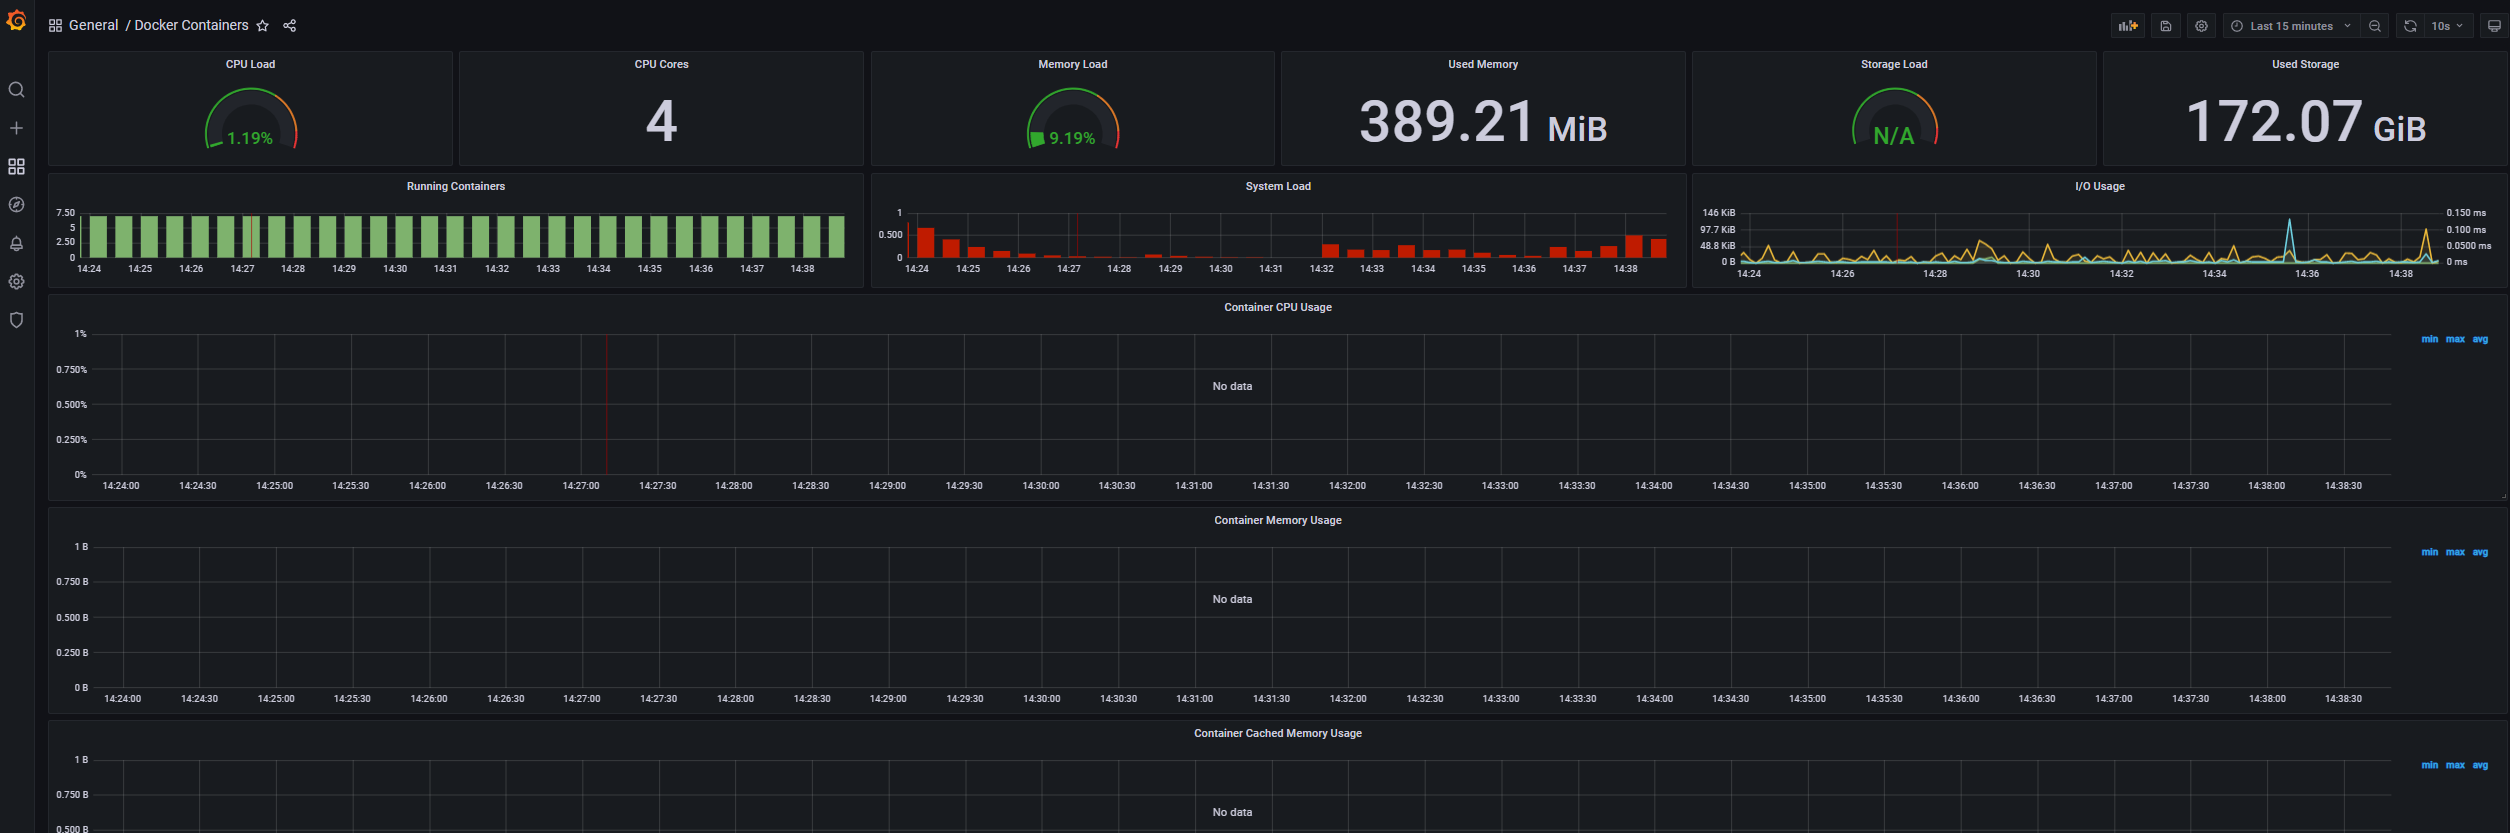 General / Docker Containers
Last 15 minutes
10s
CPU Load
CPU Cores
Memory Load
Used Memory
Storage Load
Used Storage
1.19%
4
9.19%
389.21 MiB
N/A
172.07 GiB
Running Containers
7.50
5
2.50
0
14:24 14:25 14:26 14:27 14:28 14:29 14:30 14:31 14:32 14:33 14:34 14:35 14:36 14:37 14:38
System Load
1
0.500
0
14:24 14:25 14:26 14:27 14:28 14:29 14:30 14:31 14:32 14:33 14:34 14:35 14:36 14:37 14:38
I/O Usage
146 KiB 0.150 ms
97.7 KiB 0.100 ms
48.8 KiB 0.0500 ms
0 B 0 ms
14:24 14:26 14:28 14:30 14:32 14:34 14:36 14:38
Container CPU Usage
min max avg
1%
0.750%
No data
0.500%
0.250%
0%
14:24:00 14:24:30 14:25:00 14:25:30 14:26:00 14:26:30 14:27:00 14:27:30 14:28:00 14:28:30 14:29:00 14:29:30 14:30:00 14:30:30 14:31:00 14:31:30 14:32:00 14:32:30 14:33:00 14:33:30 14:34:00 14:34:30 14:35:00 14:35:30 14:36:00 14:36:30 14:37:00 14:37:30 14:38:00 14:38:30
Container Memory Usage
min max avg
1 B
0.750 B
No data
0.500 B
0.250 B
0 B
14:24:00 14:24:30 14:25:00 14:25:30 14:26:00 14:26:30 14:27:00 14:27:30 14:28:00 14:28:30 14:29:00 14:29:30 14:30:00 14:30:30 14:31:00 14:31:30 14:32:00 14:32:30 14:33:00 14:33:30 14:34:00 14:34:30 14:35:00 14:35:30 14:36:00 14:36:30 14:37:00 14:37:30 14:38:00 14:38:30
Container Cached Memory Usage
min max avg
1 B
0.750 B
No data
0.500 B